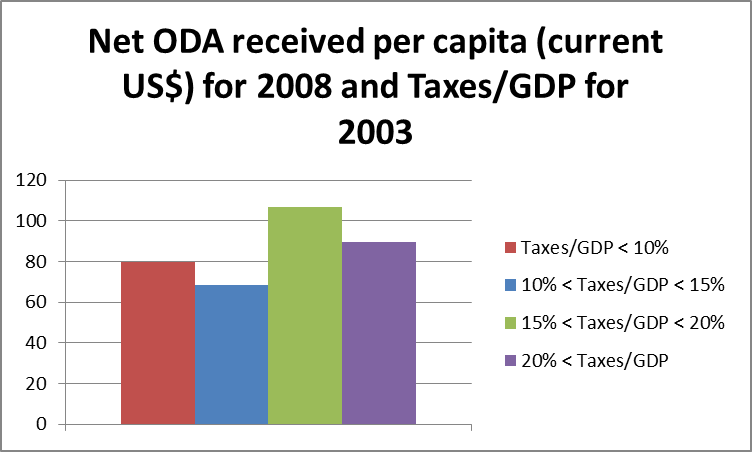 Net ODA received per capita (current
US$) for 2008 and Taxes/GDP for
2003
120
100
80
60
40
20
0
Taxes/GDP < 10%
10% < Taxes/GDP < 15%
15% < Taxes/GDP < 20%
20% < Taxes/GDP